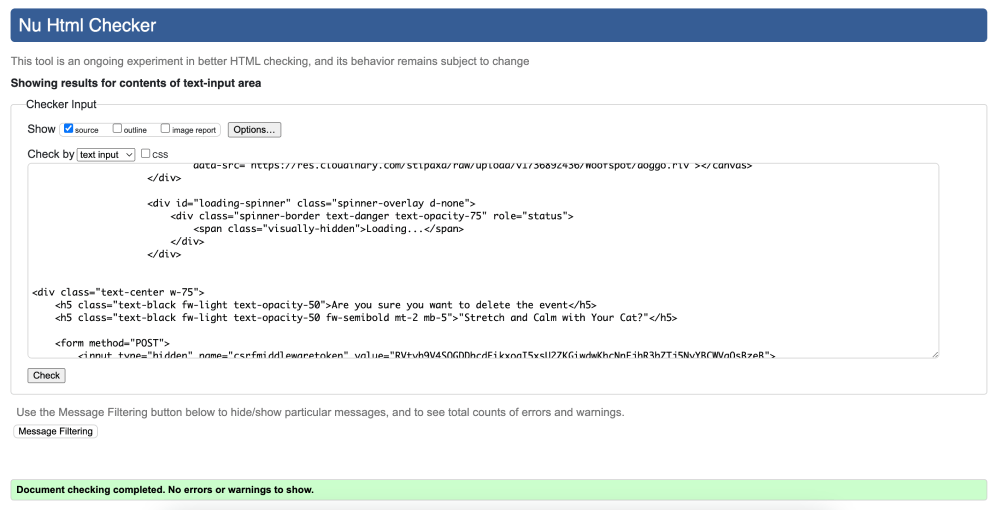 Nu Html Checker
This tool is an ongoing experiment in better HTML checking, and its behavior remains subject to change
Showing results for contents of text-input area
Checker Input
Show source outline image report Options...
Check by text input css
data-src="https://res.cloudinary.com/stipaxa/raw/upload/v1736892436/Woofspot/doggo.riv"></canvas>
</div>
<div id="loading-spinner" class="spinner-overlay d-none">
<div class="spinner-border text-danger text-opacity-75" role="status">
<span class="visually-hidden">Loading...</span>
</div>
</div>
<div class="text-center w-75">
<h5 class="text-black fw-light text-opacity-50">Are you sure you want to delete the event</h5>
<h5 class="text-black fw-light text-opacity-50 fw-semibold mt-2 mb-5">"Stretch and Calm with Your Cat?"</h5>
<form method="POST">
<input type="hidden" name="csrfmiddlewaretoken"
Check
Use the Message Filtering button below to hide/show particular messages, and to see total counts of errors and warnings.
Message Filtering
Document checking completed. No errors or warnings to show.